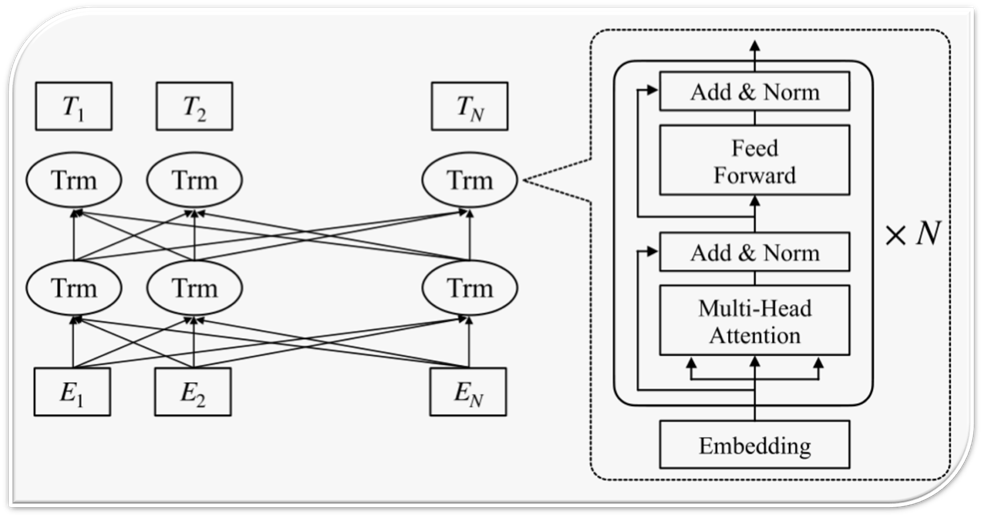 T1 T2 TN
Trm Trm Trm
Trm Trm Trm
E1 E2 EN
Add & Norm
Feed
Forward
Add & Norm
Multi-Head
Attention
Embedding
× N